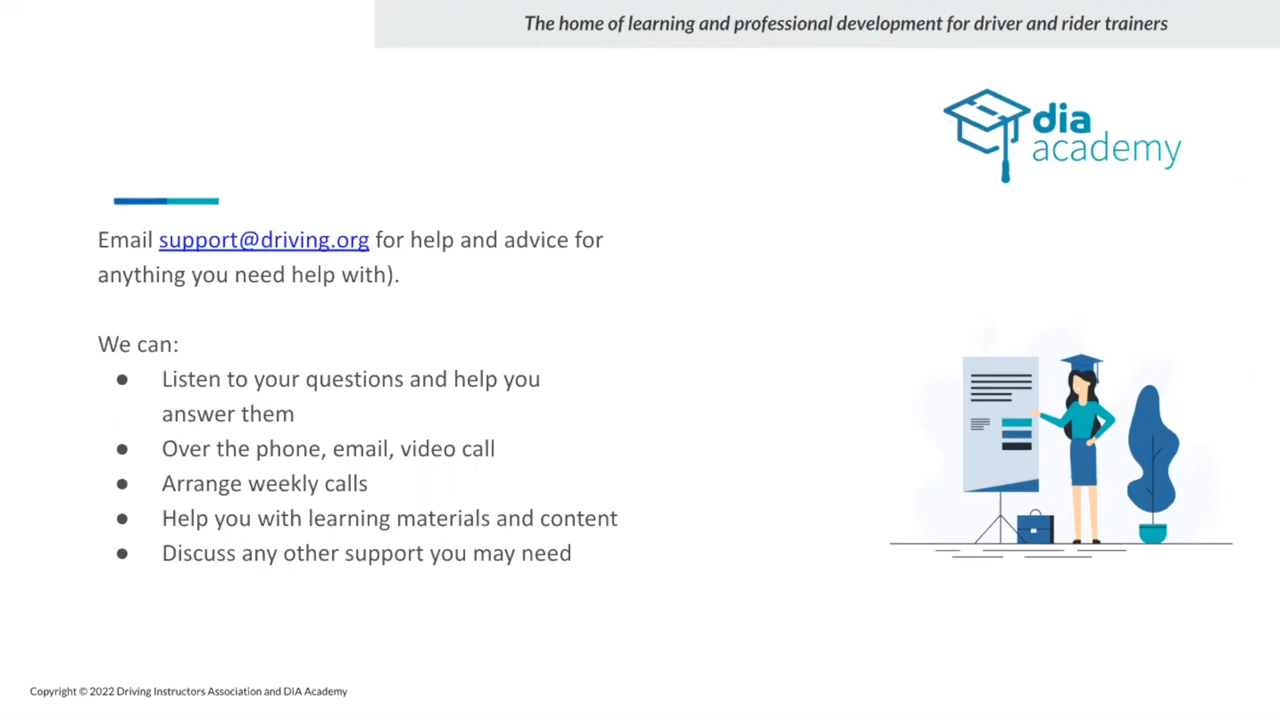 The home of learning and professional development for driver and rider trainers
dia
academy
Email support@driving.org for help and advice for
anything you need help with).
We can:
● Listen to your questions and help you
answer them
● Over the phone, email, video call
● Arrange weekly calls
● Help you with learning materials and content
● Discuss any other support you may need
Copyright © 2022 Driving Instructors Association and DIA Academy